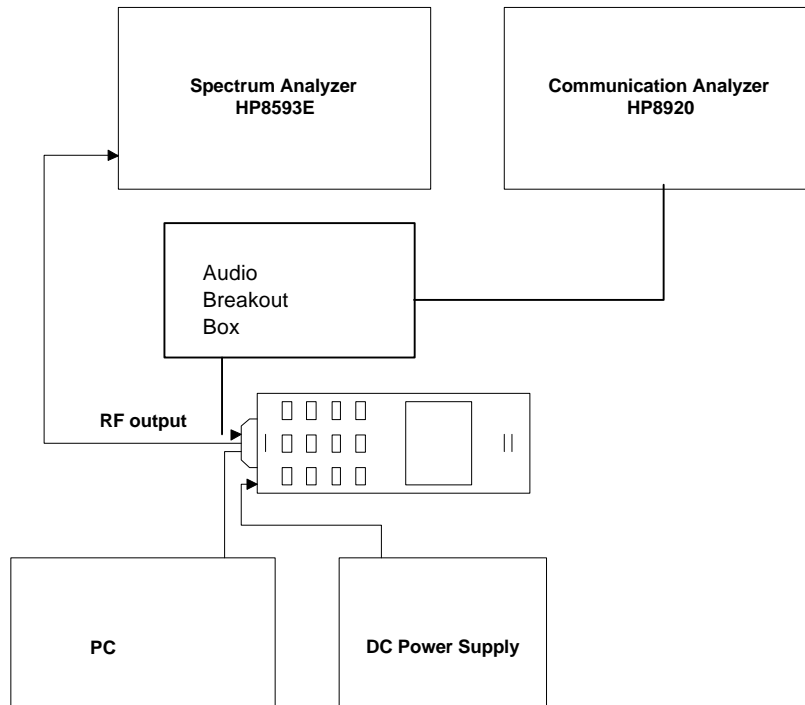 Spectrum Analyzer
HP8593E
Communication Analyzer
HP8920
Audio
Breakout
Box
RF output
PC
DC Power Supply